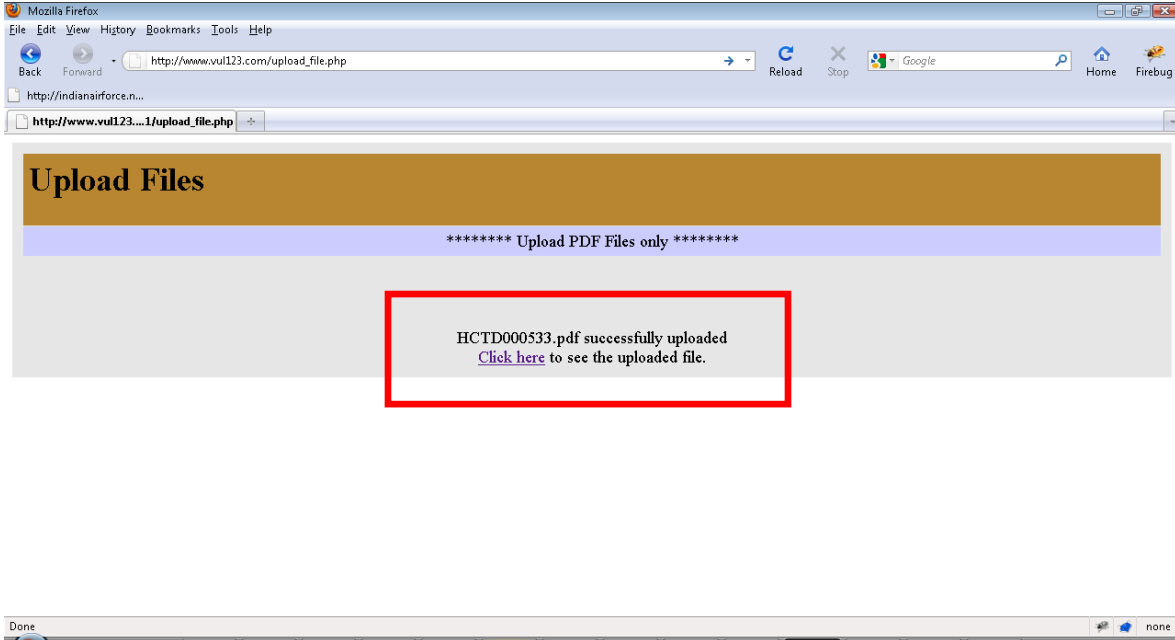 Mozilla Firefox
File Edit View History Bookmarks Tools Help
Back Forward http://www.vul123.com/upload_file.php Reload Stop Google Home Firebug
http://indianairforce.n...
http://www.vul123....1/upload_file.php
Upload Files
******** Upload PDF Files only ********
HCTD000533.pdf successfully uploaded
Click here to see the uploaded file.
Done none